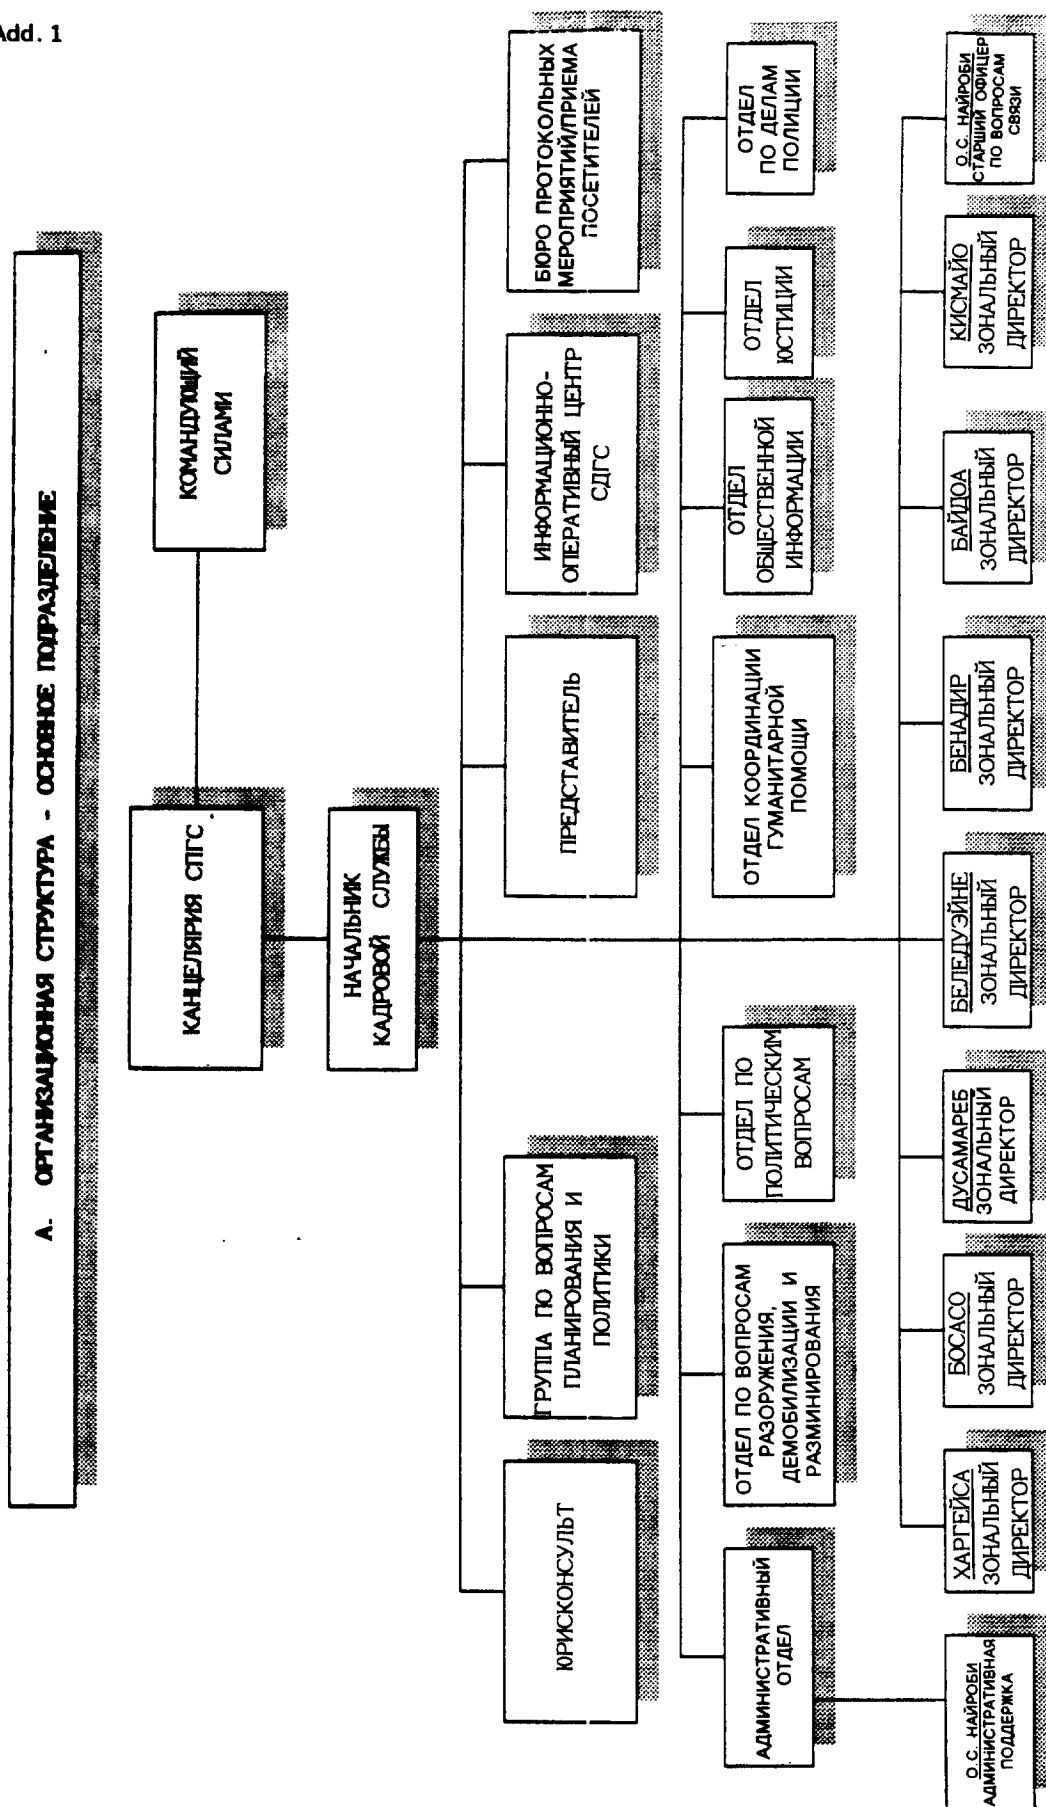 Add. 1
А. ОРГАНИЗАЦИОННАЯ СТРУКТУРА - ОСНОВНОЕ ПОДРАЗДЕЛЕНИЕ
КАНЦЕЛЯРИЯ СПГС
КОМАНДУЮЩИЙ
СИЛАМИ
НАЧАЛЬНИК
КАДРОВОЙ СЛУЖБЫ
ЮРИСКОНСУЛЬТ
ГРУППА ПО ВОПРОСАМ
ПЛАНИРОВАНИЯ И
ПОЛИТИКИ
ПРЕДСТАВИТЕЛЬ
ИНФОРМАЦИОННО-
ОПЕРАТИВНЫЙ ЦЕНТР
СДГС
БЮРО ПРОТОКОЛЬНЫХ
МЕРОПРИЯТИЙ/ПРИЕМА
ПОСЕТИТЕЛЕЙ
АДМИНИСТРАТИВНЫЙ
ОТДЕЛ
ОТДЕЛ ПО ВОПРОСАМ
РАЗОРУЖЕНИЯ,
ДЕМОБИЛИЗАЦИИ И
РАЗМИНИРОВАНИЯ
ОТДЕЛ ПО
ПОЛИТИЧЕСКИМ
ВОПРОСАМ
ОТДЕЛ КООРДИНАЦИИ
ГУМАНИТАРНОЙ
ПОМОЩИ
ОТДЕЛ
ОБЩЕСТВЕННОЙ
ИНФОРМАЦИИ
ОТДЕЛ
ЮСТИЦИИ
ОТДЕЛ
ПО ДЕЛАМ
ПОЛИЦИИ
О.С. НАЙРОБИ
АДМИНИСТРАТИВНАЯ
ПОДДЕРЖКА
ХАРГЕЙСА
ЗОНАЛЬНЫЙ
ДИРЕКТОР
БОСАСО
ЗОНАЛЬНЫЙ
ДИРЕКТОР
ДУСАМАРЕБ
ЗОНАЛЬНЫЙ
ДИРЕКТОР
БЕЛЕДУЭЙНЕ
ЗОНАЛЬНЫЙ
ДИРЕКТОР
БЕНАДИР
ЗОНАЛЬНЫЙ
ДИРЕКТОР
БАЙДОА
ЗОНАЛЬНЫЙ
ДИРЕКТОР
КИСМАЙО
ЗОНАЛЬНЫЙ
ДИРЕКТОР
О.С. НАЙРОБИ
СТАРШИЙ ОФИЦЕР
ПО ВОПРОСАМ
СВЯЗИ